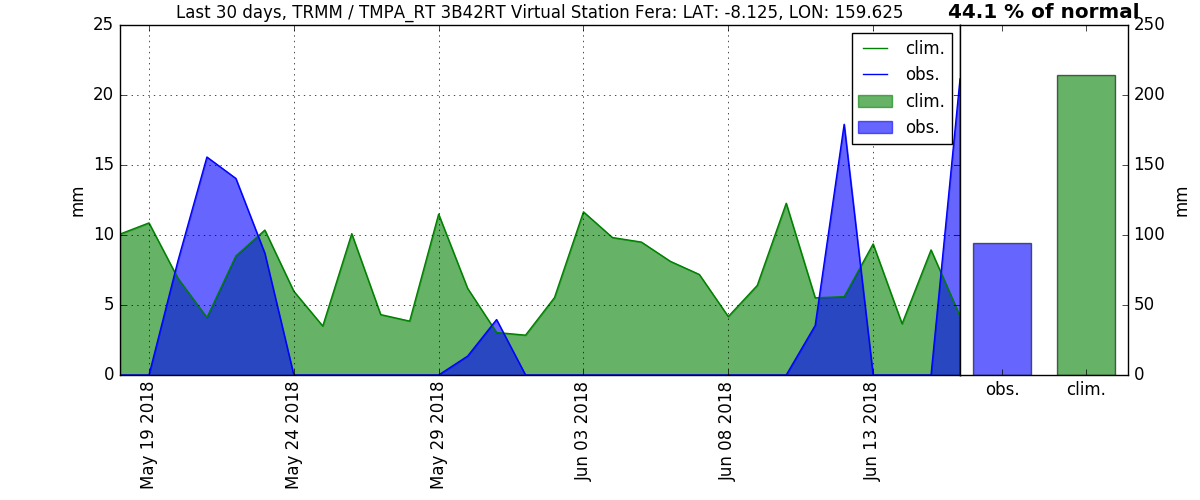 Last 30 days, TRMM / TMPA_RT 3B42RT Virtual Station Fera: LAT: -8.125, LON: 159.625
44.1 % of normal
25
20
15
10
5
0
mm
clim.
obs.
clim.
obs.
May 19 2018
May 24 2018
May 29 2018
Jun 03 2018
Jun 08 2018
Jun 13 2018
250
200
150
100
50
0
mm
obs.
clim.